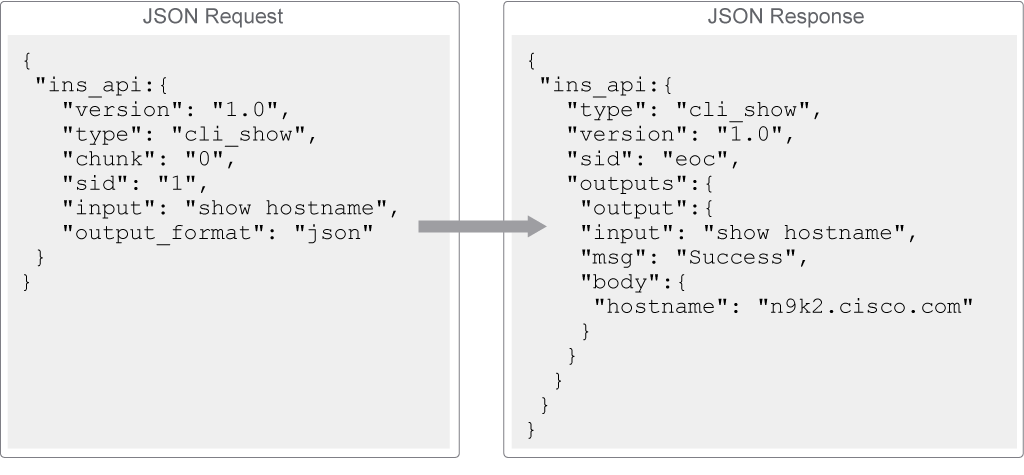 JSON Request
{
"ins_api:{
"version": "1.0",
"type": "cli_show",
"chunk": "0",
"sid": "1",
"input": "show hostname",
"output_format": "json"
}
}
JSON Response
{
"ins_api:{
"type": "cli_show",
"version": "1.0",
"sid": "eoc",
"outputs":{
"output":{
"input": "show hostname",
"msg": "Success",
"body":{
"hostname": "n9k2.cisco.com"
}
}
}
}
}